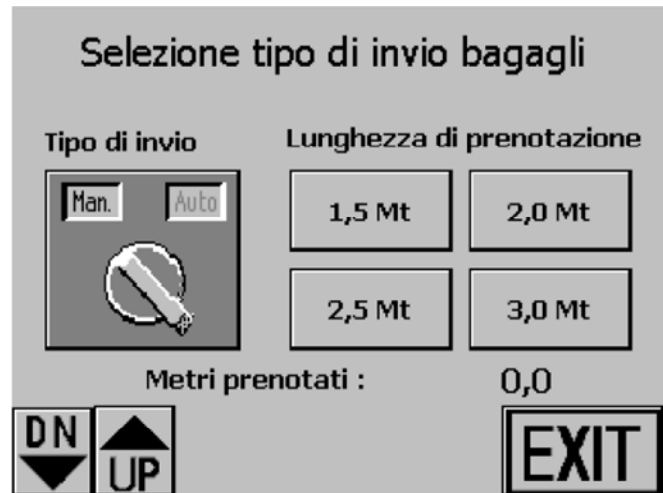 Selezione tipo di invio bagagli
Tipo di invio
Lunghezza di prenotazione
Man.
Auto
1,5 Mt
2,0 Mt
2,5 Mt
3,0 Mt
Metri prenotati :
0,0
DN
UP
EXIT